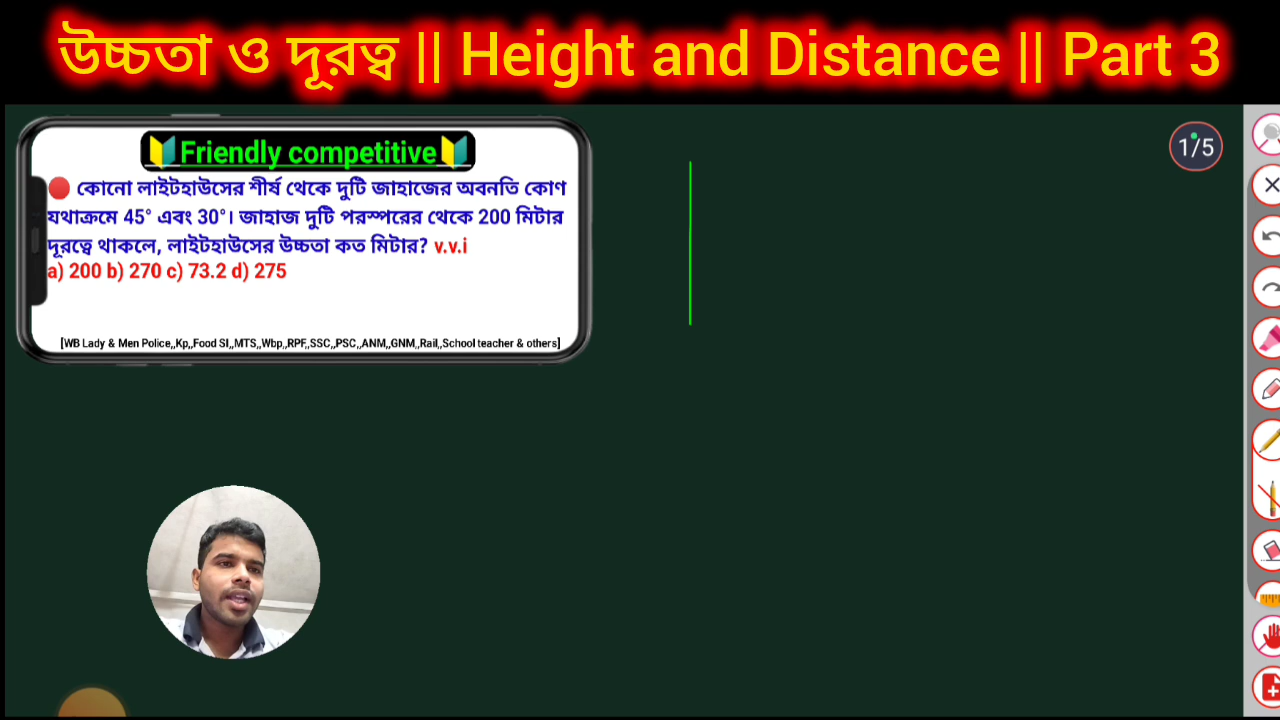 উচ্চতা ও দূরত্ব || Height and Distance || Part 3
🔰Friendly competitive🔰
🔴 কোনো লাইটহাউসের শীর্ষ থেকে দুটি জাহাজের অবনতি কোণ
যথাক্রমে 45° এবং 30°। জাহাজ দুটি পরস্পরের থেকে 200 মিটার
দূরত্বে থাকলে, লাইটহাউসের উচ্চতা কত মিটার? v.v.i
a) 200 b) 270 c) 73.2 d) 275
[WB Lady & Men Police,,Kp,,Food SI,,MTS,,Wbp,,RPF,,SSC,,PSC,,ANM,,GNM,,Rail,,School teacher & others]
1/5